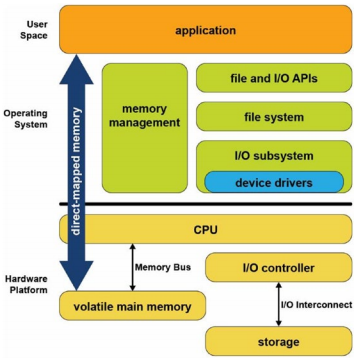 User
Space
application
direct-mapped memory
Operating
System
memory
management
file and I/O APIs
file system
I/O subsystem
device drivers
Hardware
Platform
CPU
Memory Bus
I/O controller
volatile main memory
I/O Interconnect
storage